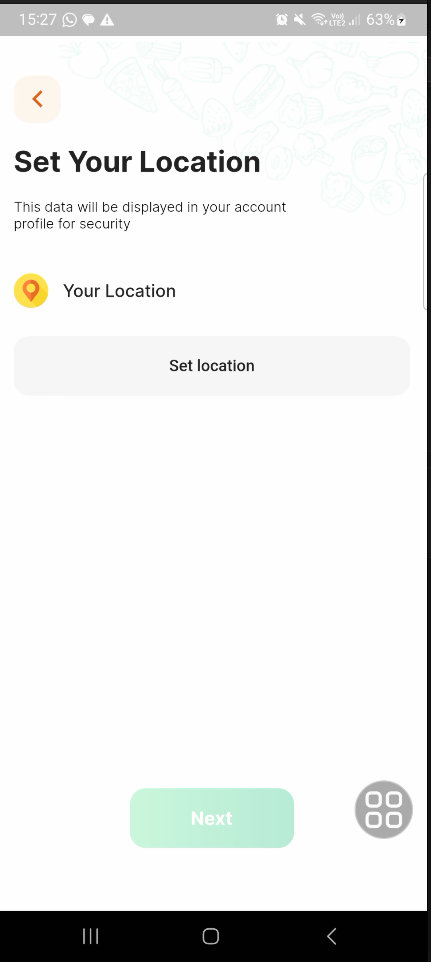 15:27
Vo))
LTE2
63%
Set Your Location
This data will be displayed in your account
profile for security
Your Location
Set location
Next